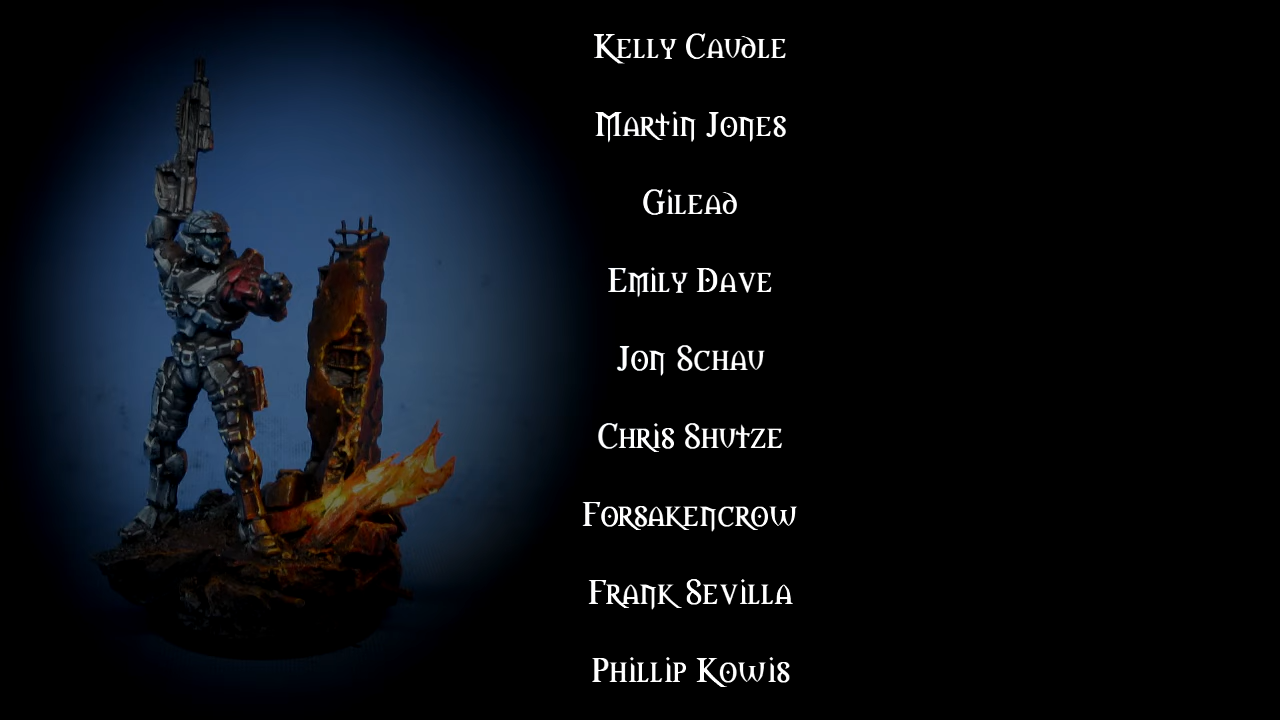 Kelly Caudle
Martin Jones
Gilead
Emily Dave
Jon Schau
Chris Shutze
Forsakencrow
Frank Sevilla
Phillip Kowis